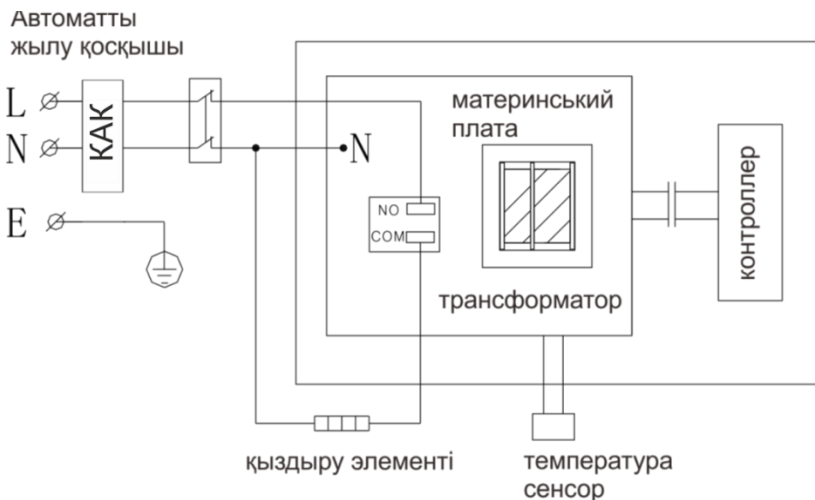 Автоматты
жылу қосқышы
L
N
E
КАК
N
NO
COM
материнський
плата
трансформатор
контроллер
қыздыру элементі
температура
сенсор